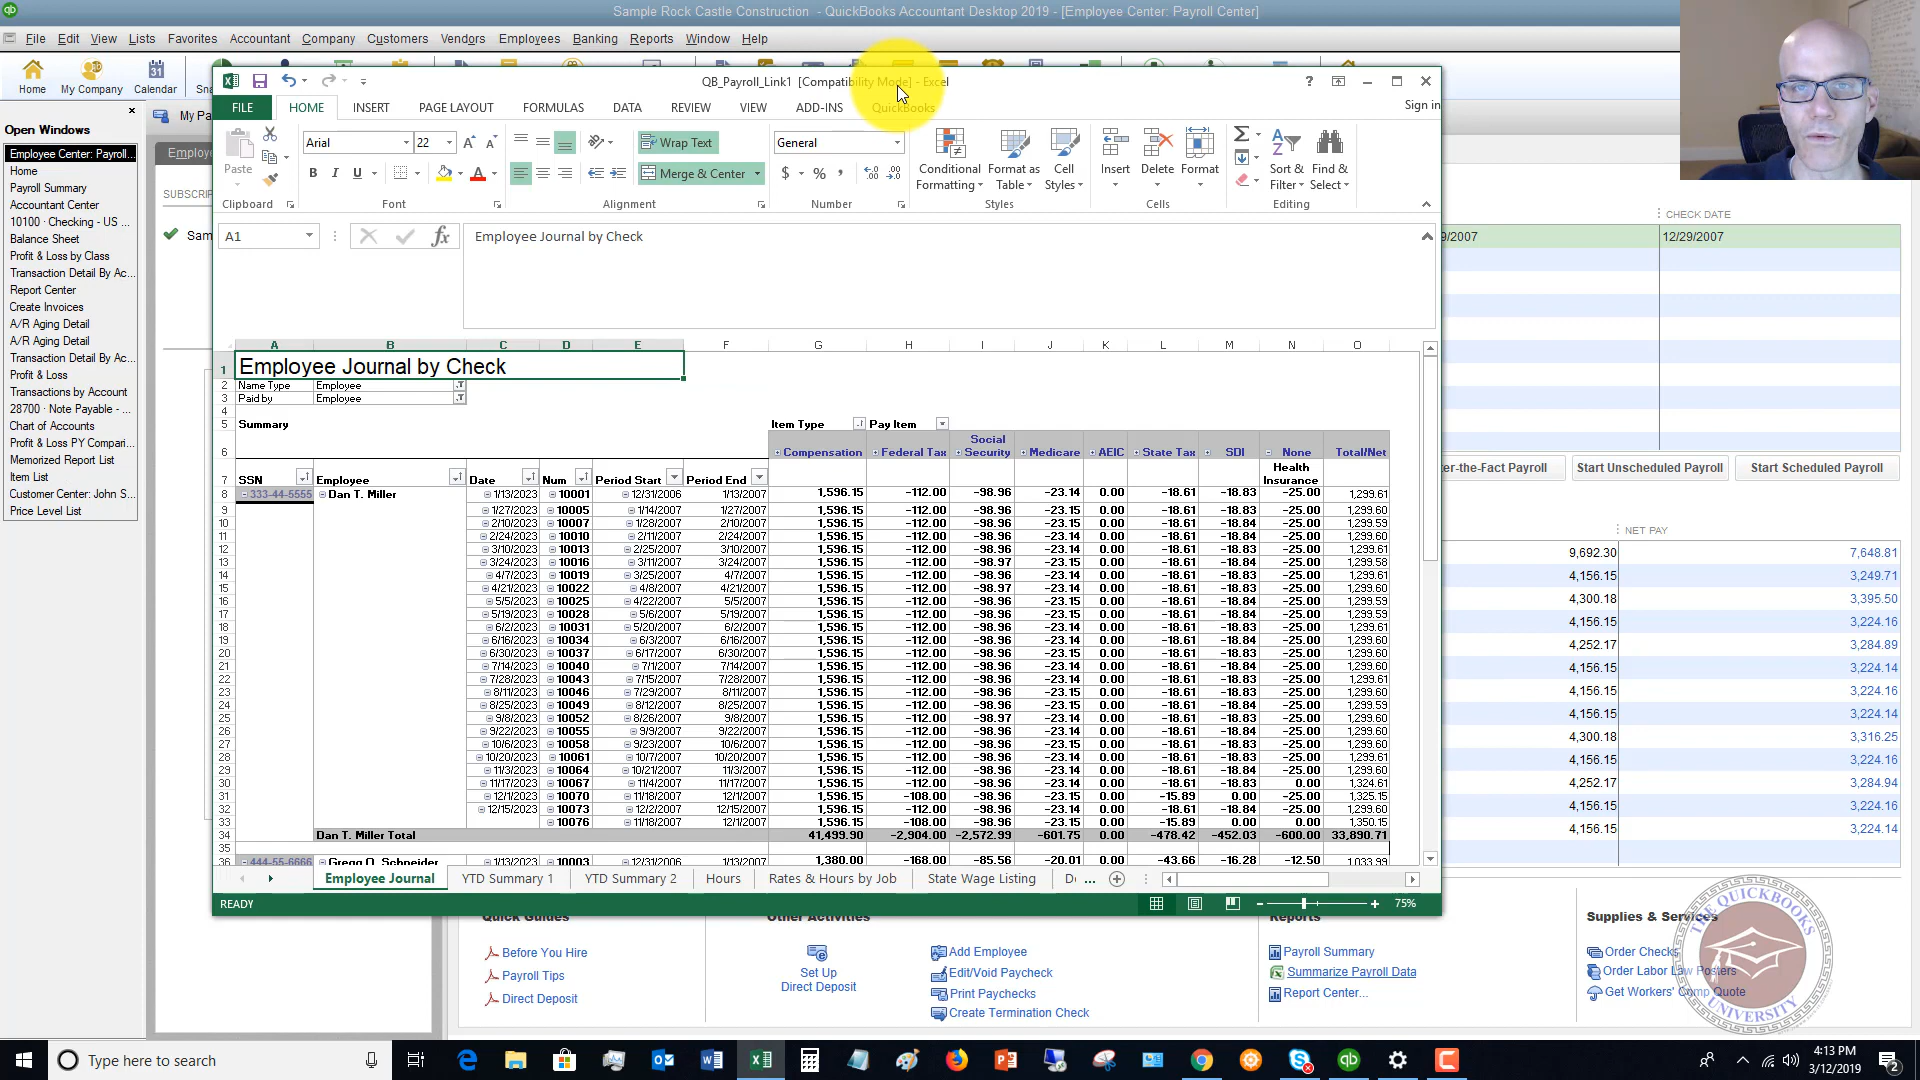 Sample Rock Castle Construction - QuickBooks Accountant Desktop 2019 - [Employee Center: Payroll Center]
File Edit View Lists Favorites Accountant Company Customers Vendors Employees Banking Reports Window Help
Home My Company Calendar
Open Windows
Employee Center: Payroll...
Home
Payroll Summary
Accountant Center
10100 · Checking - US ...
Balance Sheet
Profit & Loss by Class
Transaction Detail By Ac...
Report Center
Create Invoices
A/R Aging Detail
A/R Aging Detail
Transaction Detail By Ac...
Profit & Loss
Transactions by Account
28700 · Note Payable - ...
Chart of Accounts
Profit & Loss PY Compari...
Memorized Report List
Item List
Customer Center: John S...
Price Level List
QB_Payroll_Link1 [Compatibility Mode] - Excel
FILE HOME INSERT PAGE LAYOUT FORMULAS DATA REVIEW VIEW ADD-INS QuickBooks Sign in
Paste Arial 22 B I U Wrap Text Merge & Center General $ %
Conditional Formatting Format as Table Cell Styles Insert Delete Format Sort & Filter Find & Select
Clipboard Font Alignment Number Styles Cells Editing
A1 fx Employee Journal by Check
A B C D E F G H I J K L M N O
1 Employee Journal by Check
2 Name Type Employee
3 Paid by Employee
4
5 Summary Item Type Pay Item
6 Compensation Federal Tax Social Security Medicare AEIC State Tax SDI None Total/Net
7 SSN Employee Date Num Period Start Period End Health Insurance
8 333-44-5555 Dan T. Miller 1/13/2023 10001 12/31/2006 1/13/2007 1,596.15 -112.00 -98.96 -23.14 0.00 -18.61 -18.83 -25.00 1,299.61
9 1/27/2023 10005 1/14/2007 1/27/2007 1,596.15 -112.00 -98.96 -23.15 0.00 -18.61 -18.83 -25.00 1,299.60
10 2/10/2023 10007 1/28/2007 2/10/2007 1,596.15 -112.00 -98.96 -23.14 0.00 -18.61 -18.84 -25.00 1,299.59
11 2/24/2023 10010 2/11/2007 2/24/2007 1,596.15 -112.00 -98.96 -23.14 0.00 -18.61 -18.84 -25.00 1,299.60
12 3/10/2023 10013 2/25/2007 3/10/2007 1,596.15 -112.00 -98.96 -23.15 0.00 -18.61 -18.83 -25.00 1,299.61
13 3/24/2023 10016 3/11/2007 3/24/2007 1,596.15 -112.00 -98.97 -23.15 0.00 -18.61 -18.84 -25.00 1,299.58
14 4/7/2023 10019 3/25/2007 4/7/2007 1,596.15 -112.00 -98.96 -23.14 0.00 -18.61 -18.83 -25.00 1,299.61
15 4/21/2023 10022 4/8/2007 4/21/2007 1,596.15 -112.00 -98.97 -23.14 0.00 -18.61 -18.83 -25.00 1,299.60
16 5/5/2023 10025 4/22/2007 5/5/2007 1,596.15 -112.00 -98.96 -23.15 0.00 -18.61 -18.84 -25.00 1,299.59
17 5/19/2023 10028 5/6/2007 5/19/2007 1,596.15 -112.00 -98.96 -23.15 0.00 -18.61 -18.84 -25.00 1,299.59
18 6/2/2023 10031 5/20/2007 6/2/2007 1,596.15 -112.00 -98.96 -23.14 0.00 -18.61 -18.83 -25.00 1,299.61
19 6/16/2023 10034 6/3/2007 6/16/2007 1,596.15 -112.00 -98.96 -23.14 0.00 -18.61 -18.84 -25.00 1,299.60
20 6/30/2023 10037 6/17/2007 6/30/2007 1,596.15 -112.00 -98.96 -23.15 0.00 -18.61 -18.83 -25.00 1,299.60
21 7/14/2023 10040 7/1/2007 7/14/2007 1,596.15 -112.00 -98.96 -23.14 0.00 -18.61 -18.84 -25.00 1,299.60
22 7/28/2023 10043 7/15/2007 7/28/2007 1,596.15 -112.00 -98.96 -23.14 0.00 -18.61 -18.83 -25.00 1,299.61
23 8/11/2023 10046 7/29/2007 8/11/2007 1,596.15 -112.00 -98.96 -23.15 0.00 -18.61 -18.83 -25.00 1,299.60
24 8/25/2023 10049 8/12/2007 8/25/2007 1,596.15 -112.00 -98.96 -23.15 0.00 -18.61 -18.84 -25.00 1,299.59
25 9/8/2023 10052 8/26/2007 9/8/2007 1,596.15 -112.00 -98.97 -23.14 0.00 -18.61 -18.83 -25.00 1,299.60
26 9/22/2023 10055 9/9/2007 9/22/2007 1,596.15 -112.00 -98.96 -23.14 0.00 -18.61 -18.84 -25.00 1,299.60
27 10/6/2023 10058 9/23/2007 10/6/2007 1,596.15 -112.00 -98.96 -23.15 0.00 -18.61 -18.83 -25.00 1,299.60
28 10/20/2023 10061 10/7/2007 10/20/2007 1,596.15 -112.00 -98.96 -23.14 0.00 -18.61 -18.83 -25.00 1,299.61
29 11/3/2023 10064 10/21/2007 11/3/2007 1,596.15 -112.00 -98.96 -23.14 0.00 -18.61 -18.84 -25.00 1,299.60
30 11/17/2023 10067 11/4/2007 11/17/2007 1,596.15 -112.00 -98.96 -23.14 0.00 -18.61 -18.83 0.00 1,324.61
31 12/1/2023 10070 11/18/2007 12/1/2007 1,596.15 -108.00 -98.96 -23.15 0.00 -15.89 0.00 -25.00 1,325.15
32 12/15/2023 10073 12/2/2007 12/15/2007 1,596.15 -112.00 -98.96 -23.15 0.00 -18.61 -18.84 -25.00 1,299.60
33 10076 11/18/2007 12/1/2007 1,596.15 -108.00 -98.96 -23.15 0.00 -15.89 0.00 0.00 1,350.15
34 Dan T. Miller Total 41,499.90 -2,904.00 -2,572.99 -601.75 0.00 -478.42 -452.03 -600.00 33,890.71
35
36 444-55-6666 Gregg O. Schneider 1/13/2023 10003 12/31/2006 1/13/2007 1,380.00 -168.00 -85.56 -20.01 0.00 -43.66 -16.28 -12.50 1,033.99
Employee Journal YTD Summary 1 YTD Summary 2 Hours Rates & Hours by Job State Wage Listing
READY 75%
CHECK DATE
12/29/2007
Start Unscheduled Payroll Start Scheduled Payroll
NET PAY
9,692.30 7,648.81
4,156.15 3,249.71
4,300.18 3,395.50
4,156.15 3,224.16
4,252.17 3,284.89
4,156.15 3,224.16
4,156.15 3,224.16
4,156.15 3,224.14
4,300.18 3,316.25
4,156.15 3,224.16
4,252.17 3,284.94
4,156.15 3,224.16
4,156.15 3,224.14
Quick Guides
Before You Hire
Payroll Tips
Direct Deposit
Other Activities
Set Up Direct Deposit
Add Employee
Edit/Void Paycheck
Print Paychecks
Create Termination Check
Reports
Payroll Summary
Summarize Payroll Data
Report Center...
Supplies & Services
Order Checks
Order Labor Law Posters
Get Workers' Comp Quote
THE QUICKBOOKS UNIVERSITY
Type here to search
4:13 PM
3/12/2019
2